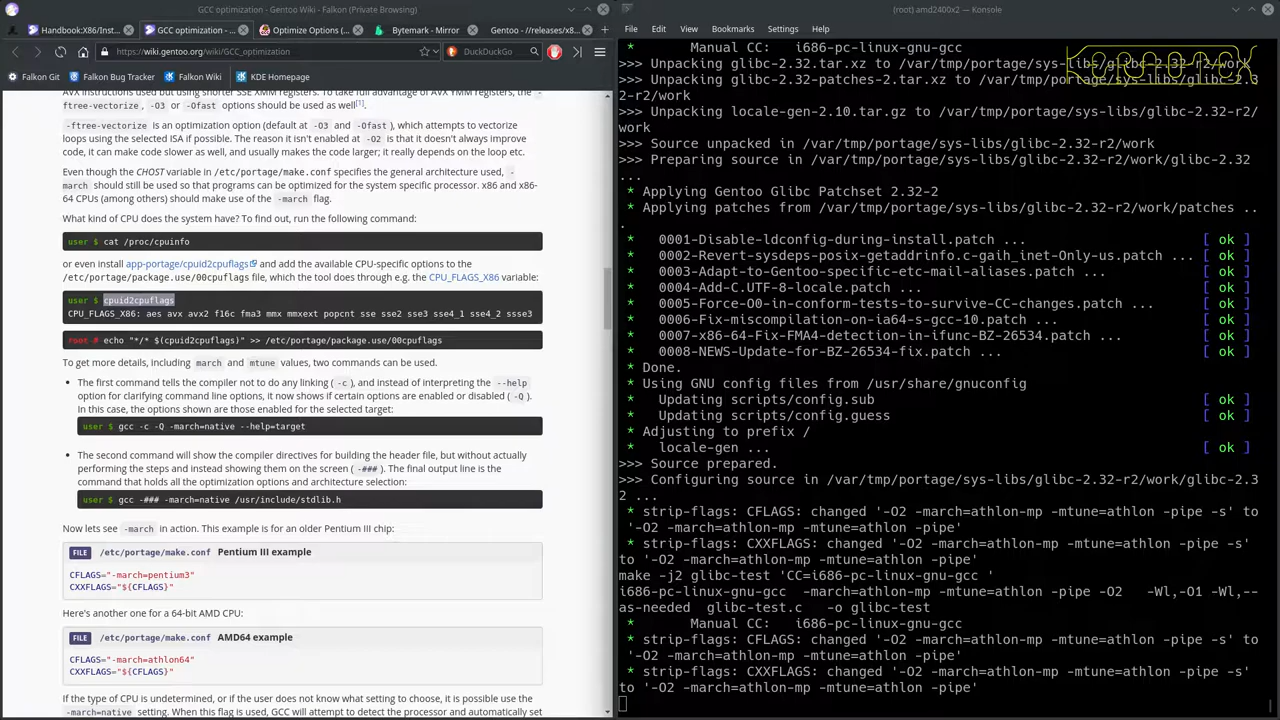 GCC optimization - Gentoo Wiki - Falkon (Private Browsing)
Handbook:X86/Inst...
GCC optimization - ...
Optimize Options (...
Bytemark - Mirror ...
Gentoo - //releases/x8...
https://wiki.gentoo.org/wiki/GCC_optimization
DuckDuckGo
Falkon Git
Falkon Bug Tracker
Falkon Wiki
KDE Homepage
AVX instructions used but using shorter SSE XMM registers. To take full advantage of AVX YMM registers, the -
ftree-vectorize, -O3 or -Ofast options should be used as well[1].
-ftree-vectorize is an optimization option (default at -O3 and -Ofast), which attempts to vectorize
loops using the selected ISA if possible. The reason it isn't enabled at -O2 is that it doesn't always improve
code, it can make code slower as well, and usually makes the code larger; it really depends on the loop etc.
Even though the CHOST variable in /etc/portage/make.conf specifies the general architecture used, -
march should still be used so that programs can be optimized for the system specific processor. x86 and x86-
64 CPUs (among others) should make use of the -march flag.
What kind of CPU does the system have? To find out, run the following command:
user $ cat /proc/cpuinfo
or even install app-portage/cpuid2cpuflags and add the available CPU-specific options to the
/etc/portage/package.use/00cpuflags file, which the tool does through e.g. the CPU_FLAGS_X86 variable:
user $ cpuid2cpuflags
CPU_FLAGS_X86: aes avx avx2 f16c fma3 mmx mmxext popcnt sse sse2 sse3 sse4_1 sse4_2 ssse3
root # echo "*/* $(cpuid2cpuflags)" >> /etc/portage/package.use/00cpuflags
To get more details, including march and mtune values, two commands can be used.
• The first command tells the compiler not to do any linking (-c), and instead of interpreting the --help
option for clarifying command line options, it now shows if certain options are enabled or disabled (-Q).
In this case, the options shown are those enabled for the selected target:
user $ gcc -c -Q -march=native --help=target
• The second command will show the compiler directives for building the header file, but without actually
performing the steps and instead showing them on the screen (-###). The final output line is the
command that holds all the optimization options and architecture selection:
user $ gcc -### -march=native /usr/include/stdlib.h
Now lets see -march in action. This example is for an older Pentium III chip:
FILE /etc/portage/make.conf Pentium III example
CFLAGS="-march=pentium3"
CXXFLAGS="${CFLAGS}"
Here's another one for a 64-bit AMD CPU:
FILE /etc/portage/make.conf AMD64 example
CFLAGS="-march=athlon64"
CXXFLAGS="${CFLAGS}"
If the type of CPU is undetermined, or if the user does not know what setting to choose, it is possible use the
-march=native setting. When this flag is used, GCC will attempt to detect the processor and automatically set
(root) amd2400x2 — Konsole
File Edit View Bookmarks Settings Help
* Manual CC: i686-pc-linux-gnu-gcc
>>> Unpacking glibc-2.32.tar.xz to /var/tmp/portage/sys-libs/glibc-2.32-r2/work
>>> Unpacking glibc-2.32-patches-2.tar.xz to /var/tmp/portage/sys-libs/glibc-2.3
2-r2/work
>>> Unpacking locale-gen-2.10.tar.gz to /var/tmp/portage/sys-libs/glibc-2.32-r2/
work
>>> Source unpacked in /var/tmp/portage/sys-libs/glibc-2.32-r2/work
>>> Preparing source in /var/tmp/portage/sys-libs/glibc-2.32-r2/work/glibc-2.32
...
* Applying Gentoo Glibc Patchset 2.32-2
* Applying patches from /var/tmp/portage/sys-libs/glibc-2.32-r2/work/patches ..
.
* 0001-Disable-ldconfig-during-install.patch ... [ ok ]
* 0002-Revert-sysdeps-posix-getaddrinfo.c-gaih_inet-Only-us.patch ... [ ok ]
* 0003-Adapt-to-Gentoo-specific-etc-mail-aliases.patch ... [ ok ]
* 0004-Add-C.UTF-8-locale.patch ... [ ok ]
* 0005-Force-O0-in-conform-tests-to-survive-CC-changes.patch ... [ ok ]
* 0006-Fix-miscompilation-on-ia64-s-gcc-10.patch ... [ ok ]
* 0007-x86-64-Fix-FMA4-detection-in-ifunc-BZ-26534.patch ... [ ok ]
* 0008-NEWS-Update-for-BZ-26534-fix.patch ... [ ok ]
* Done.
* Using GNU config files from /usr/share/gnuconfig
* Updating scripts/config.sub [ ok ]
* Updating scripts/config.guess [ ok ]
* Adjusting to prefix /
* locale-gen ... [ ok ]
>>> Source prepared.
>>> Configuring source in /var/tmp/portage/sys-libs/glibc-2.32-r2/work/glibc-2.3
2 ...
* strip-flags: CFLAGS: changed '-O2 -march=athlon-mp -mtune=athlon -pipe -s' to
'-O2 -march=athlon-mp -mtune=athlon -pipe'
* strip-flags: CXXFLAGS: changed '-O2 -march=athlon-mp -mtune=athlon -pipe -s'
to '-O2 -march=athlon-mp -mtune=athlon -pipe'
make -j2 glibc-test 'CC=i686-pc-linux-gnu-gcc '
i686-pc-linux-gnu-gcc -march=athlon-mp -mtune=athlon -pipe -O2 -Wl,-O1 -Wl,--
as-needed glibc-test.c -o glibc-test
* Manual CC: i686-pc-linux-gnu-gcc
* strip-flags: CFLAGS: changed '-O2 -march=athlon-mp -mtune=athlon -pipe -s' to
'-O2 -march=athlon-mp -mtune=athlon -pipe'
* strip-flags: CXXFLAGS: changed '-O2 -march=athlon-mp -mtune=athlon -pipe -s'
to '-O2 -march=athlon-mp -mtune=athlon -pipe'